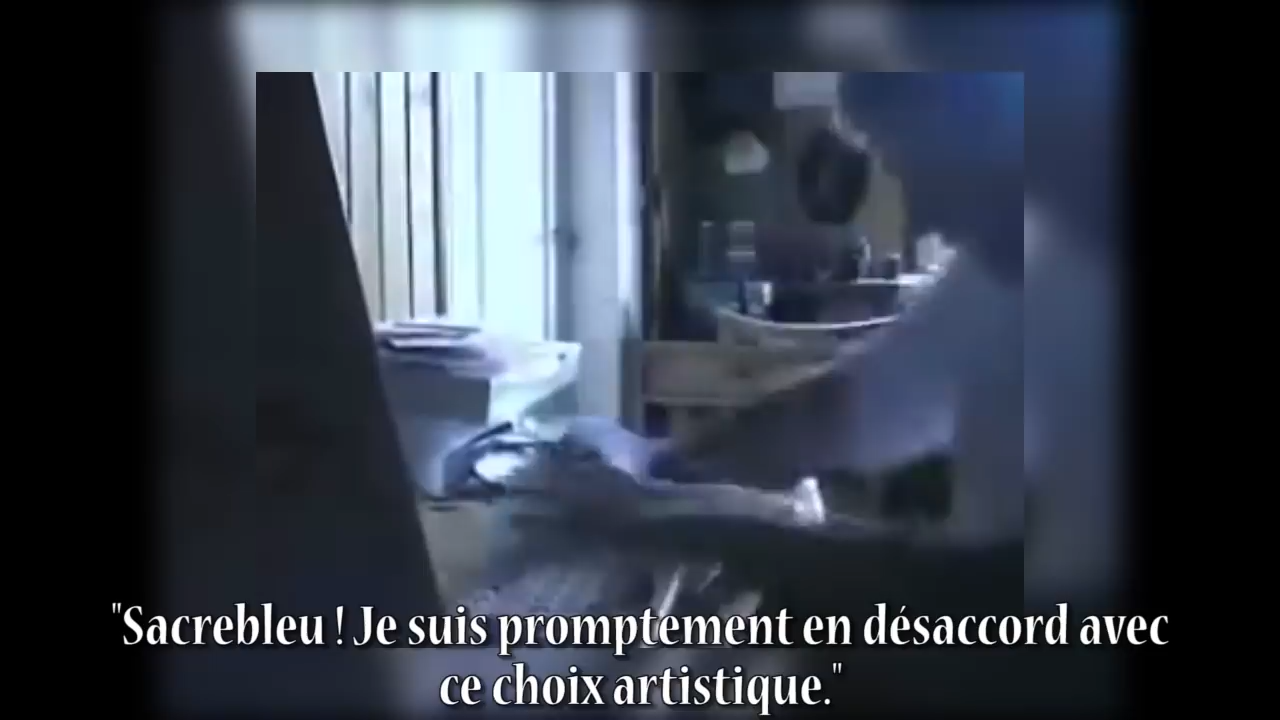 "Sacrebleu ! Je suis promptement en désaccord avec
ce choix artistique."